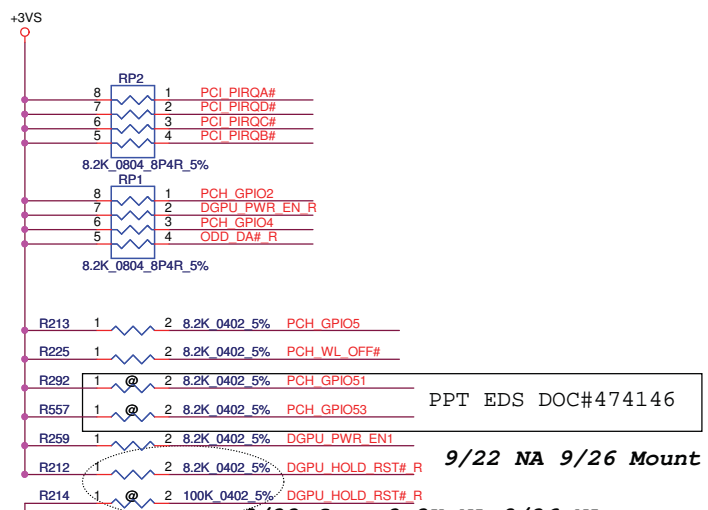 +3VS
RP2
8 1 PCI_PIRQA#
7 2 PCI_PIRQD#
6 3 PCI_PIRQC#
5 4 PCI_PIRQB#
8.2K_0804_8P4R_5%
RP1
8 1 PCH_GPIO2
7 2 DGPU_PWR_EN_R
6 3 PCH_GPIO4
5 4 ODD_DA#_R
8.2K_0804_8P4R_5%
R213 1 2 8.2K_0402_5% PCH_GPIO5
R225 1 2 8.2K_0402_5% PCH_WL_OFF#
R292 1 @ 2 8.2K_0402_5% PCH_GPIO51
PPT EDS DOC#474146
R557 1 @ 2 8.2K_0402_5% PCH_GPIO53
R259 1 2 8.2K_0402_5% DGPU_PWR_EN1
9/22 NA 9/26 Mount
R212 1 2 8.2K_0402_5% DGPU_HOLD_RST#_R
R214 1 @ 2 100K_0402_5% DGPU_HOLD_RST#_R